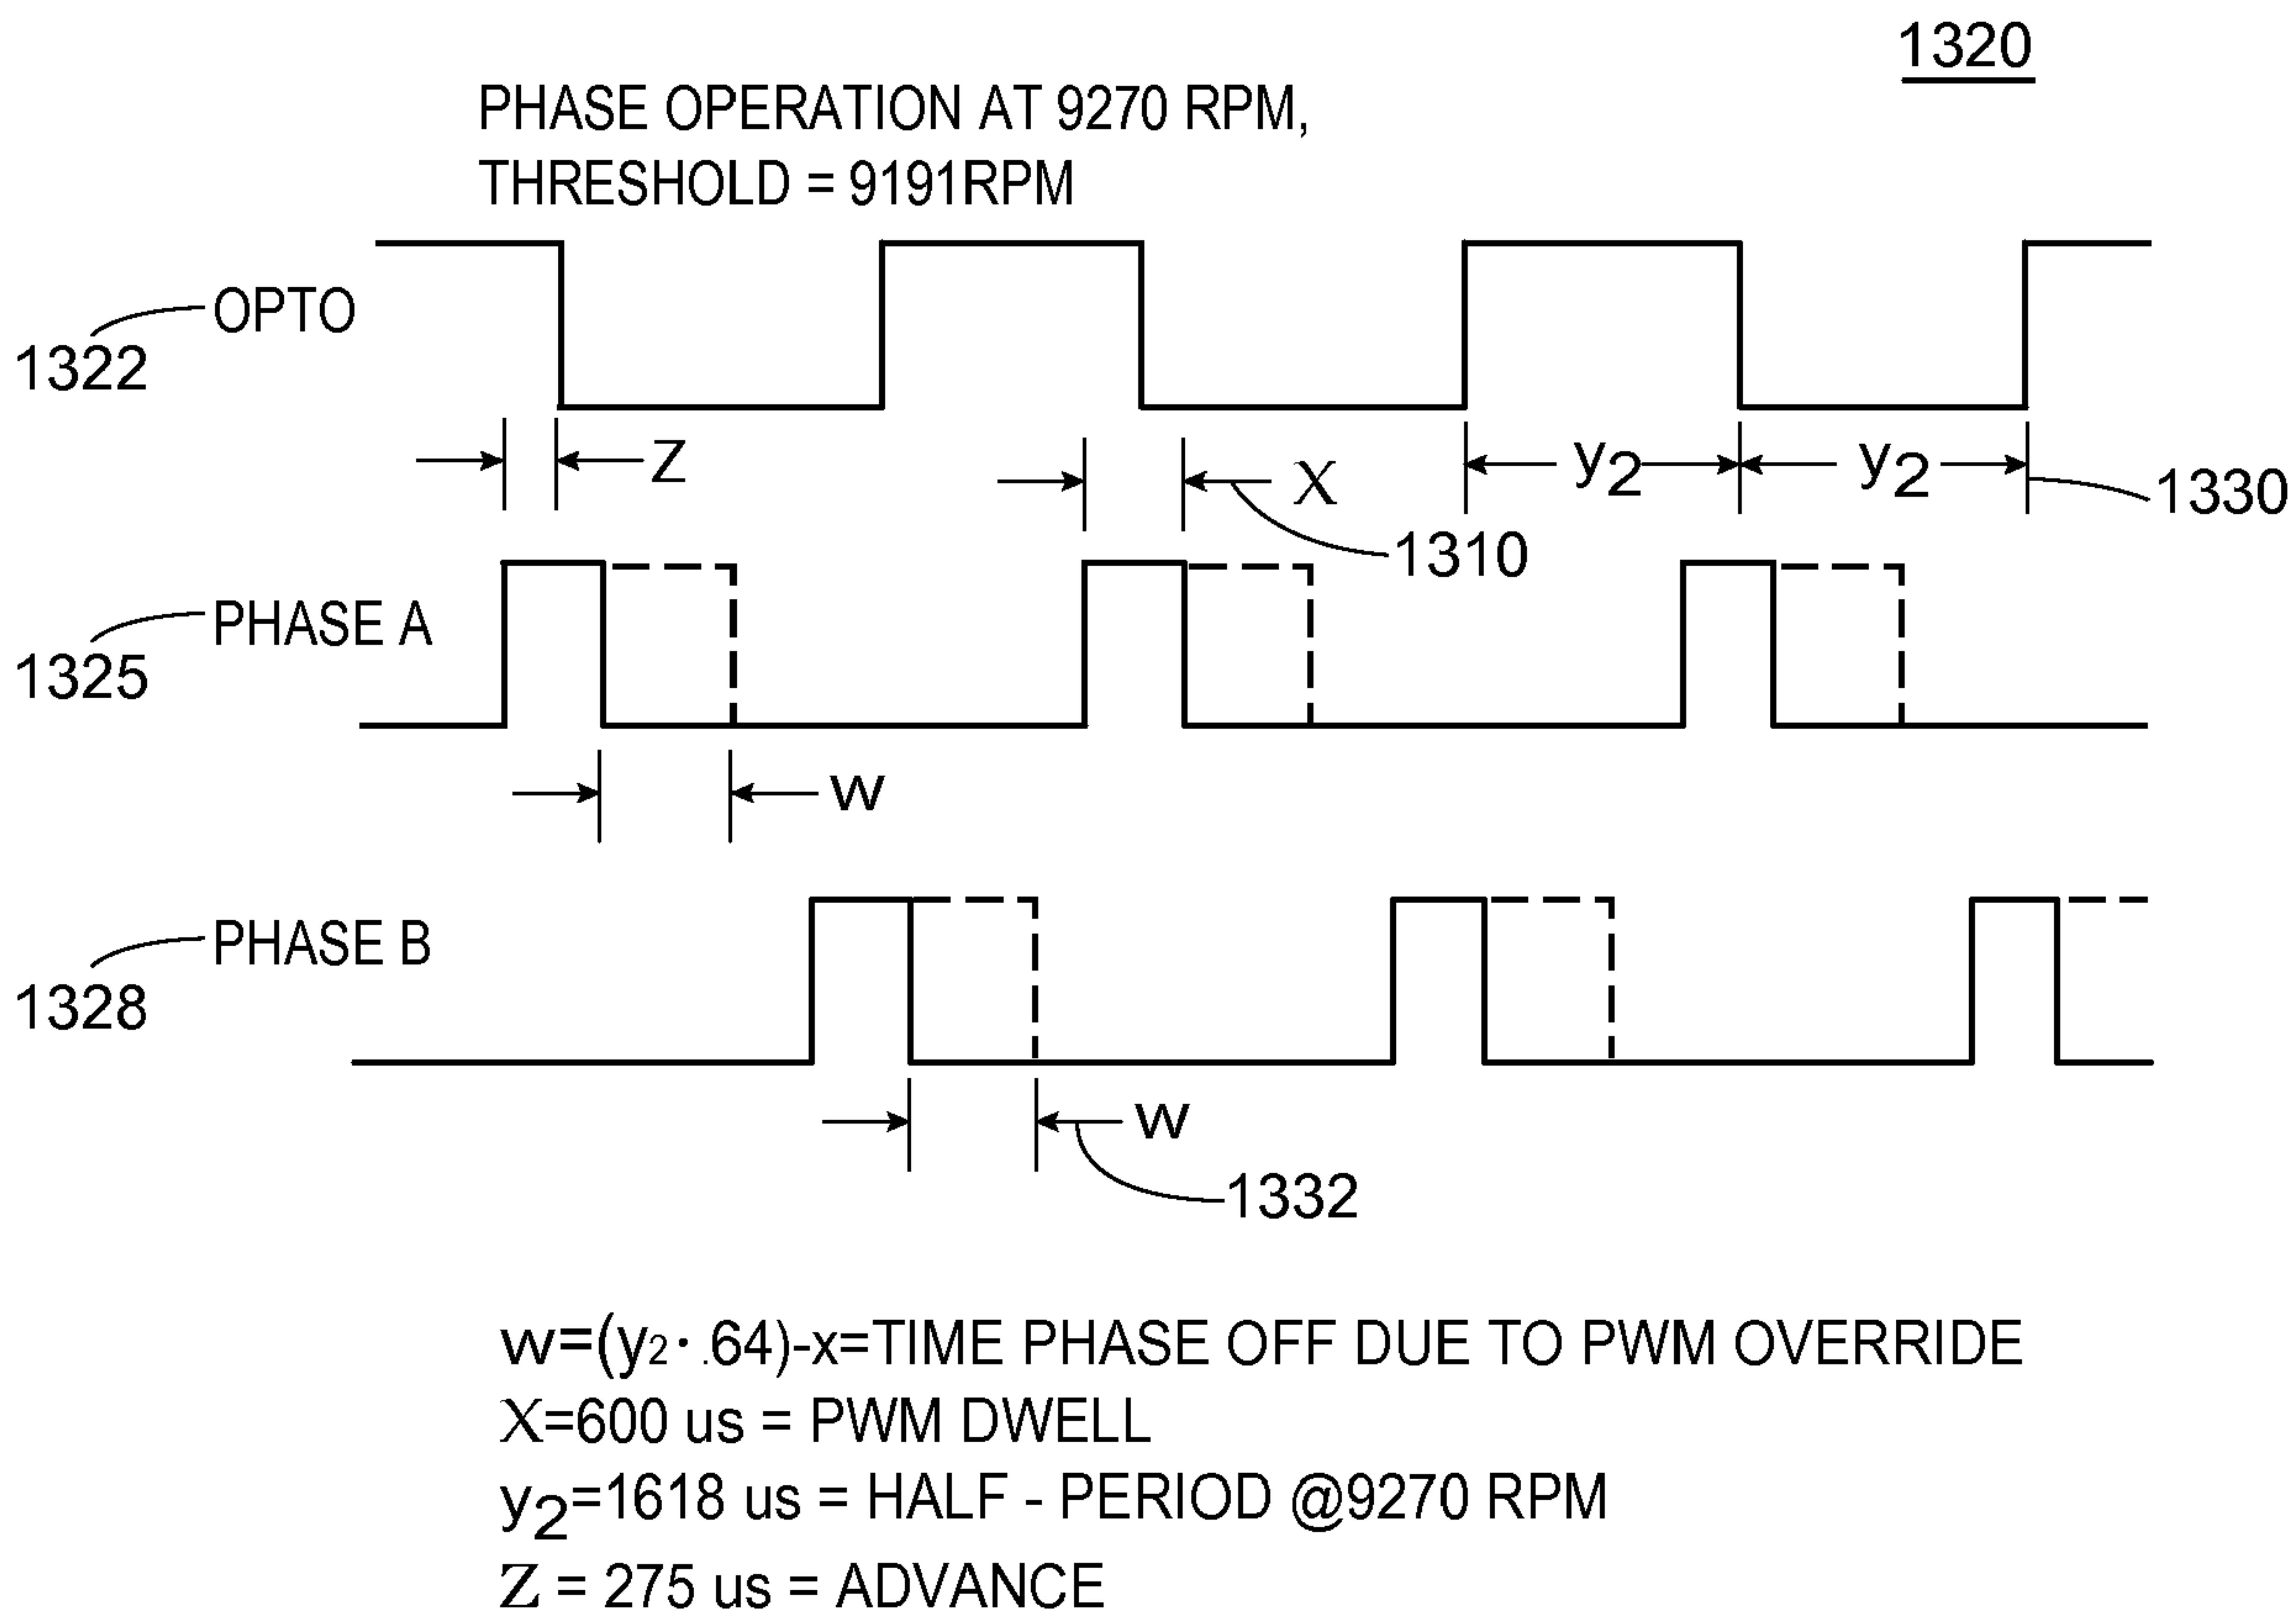 1320
PHASE OPERATION AT 9270 RPM,
THRESHOLD = 9191RPM
OPTO
1322
Z
X
y2
y2
1330
1310
PHASE A
1325
w
PHASE B
1328
w
1332
w=(y2· .64)-x=TIME PHASE OFF DUE TO PWM OVERRIDE
X=600 us = PWM DWELL
y2=1618 us = HALF - PERIOD @9270 RPM
Z = 275 us = ADVANCE